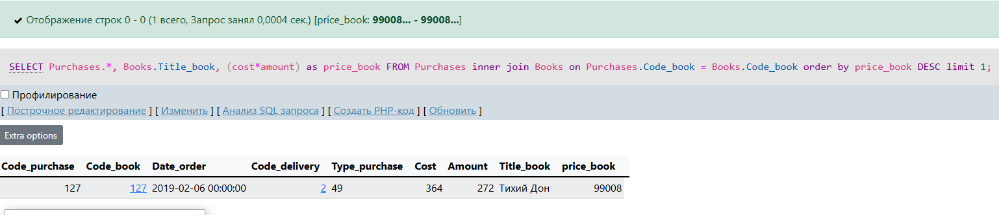 Отображение строк 0 - 0 (1 всего, Запрос занял 0,0004 сек.) [price_book: 99008... - 99008...]
SELECT Purchases.*, Books.Title_book, (cost*amount) as price_book FROM Purchases inner join Books on Purchases.Code_book = Books.Code_book order by price_book DESC limit 1;
Профилирование
[ Построчное редактирование ] [ Изменить ] [ Анализ SQL запроса ] [ Создать PHP-код ] [ Обновить ]
Extra options
Code_purchase Code_book Date_order Code_delivery Type_purchase Cost Amount Title_book price_book
127 127 2019-02-06 00:00:00 2 49 364 272 Тихий Дон 99008